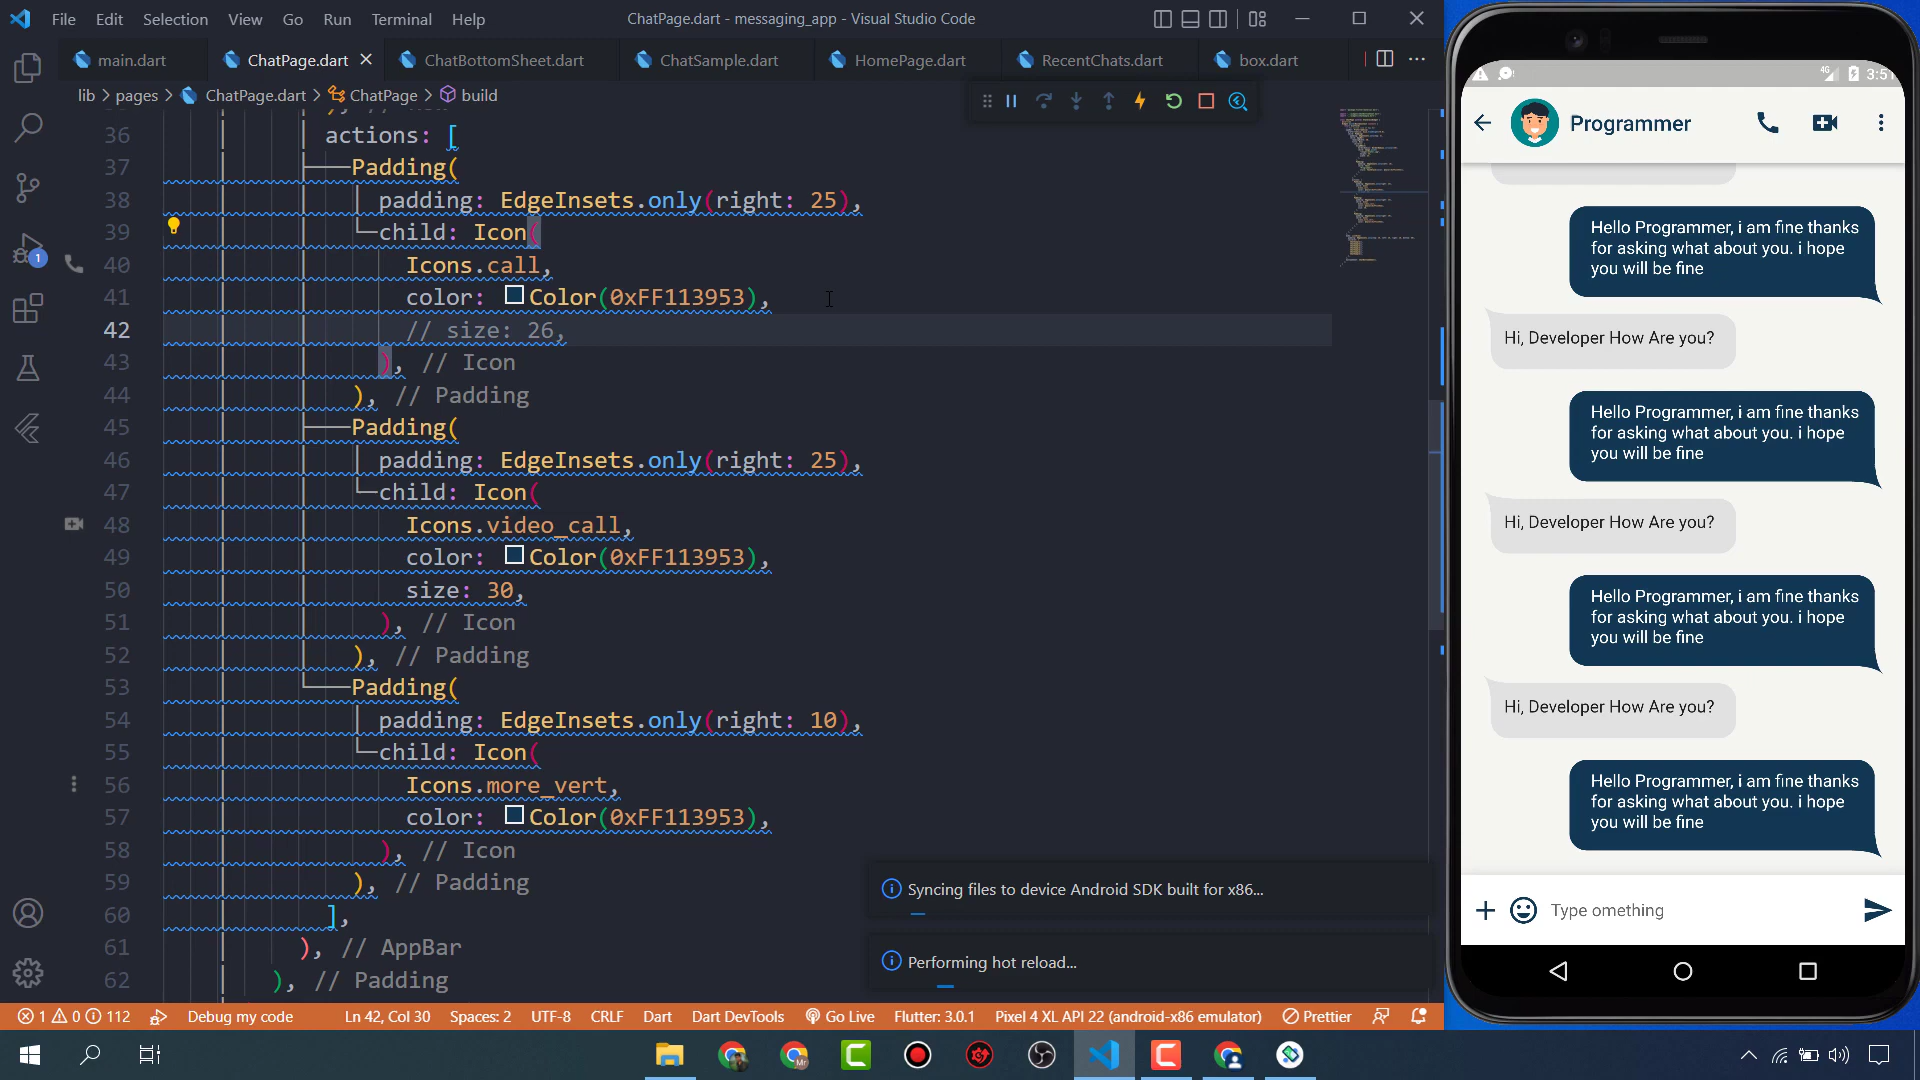 File Edit Selection View Go Run Terminal Help
ChatPage.dart - messaging_app - Visual Studio Code
main.dart
ChatPage.dart
ChatBottomSheet.dart
ChatSample.dart
HomePage.dart
RecentChats.dart
box.dart
lib > pages > ChatPage.dart > ChatPage > build
36 actions: [
37 Padding(
38 padding: EdgeInsets.only(right: 25),
39 child: Icon(
40 Icons.call,
41 color: Color(0xFF113953),
42 // size: 26,
43 ), // Icon
44 ), // Padding
45 Padding(
46 padding: EdgeInsets.only(right: 25),
47 child: Icon(
48 Icons.video_call,
49 color: Color(0xFF113953),
50 size: 30,
51 ), // Icon
52 ), // Padding
53 Padding(
54 padding: EdgeInsets.only(right: 10),
55 child: Icon(
56 Icons.more_vert,
57 color: Color(0xFF113953),
58 ), // Icon
59 ), // Padding
60 ],
61 ), // AppBar
62 ), // Padding
1
Syncing files to device Android SDK built for x86...
Performing hot reload...
1 0 112 Debug my code Ln 42, Col 30 Spaces: 2 UTF-8 CRLF Dart Dart DevTools Go Live Flutter: 3.0.1 Pixel 4 XL API 22 (android-x86 emulator) Prettier
4G 3:51
Programmer
Hello Programmer, i am fine thanks
for asking what about you. i hope
you will be fine
Hi, Developer How Are you?
Hello Programmer, i am fine thanks
for asking what about you. i hope
you will be fine
Hi, Developer How Are you?
Hello Programmer, i am fine thanks
for asking what about you. i hope
you will be fine
Hi, Developer How Are you?
Hello Programmer, i am fine thanks
for asking what about you. i hope
you will be fine
Type omething